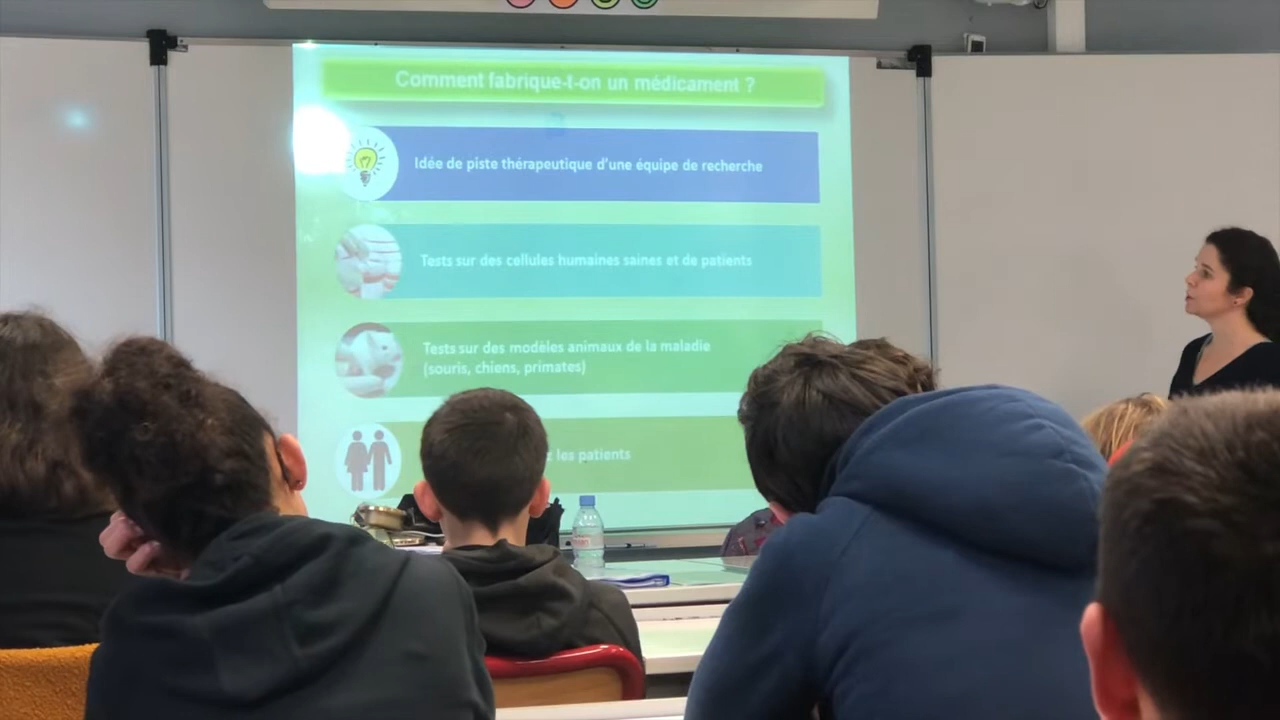 Comment fabrique-t-on un médicament ?
Idée de piste thérapeutique d'une équipe de recherche
Tests sur des cellules humaines saines et de patients
Tests sur des modèles animaux de la maladie
(souris, chiens, primates)
les patients